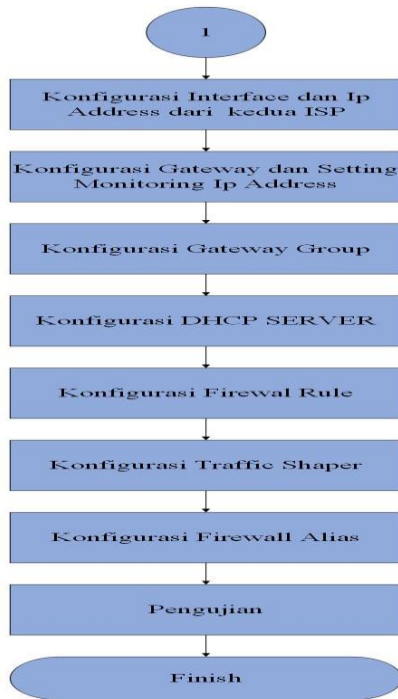 1
Konfigurasi Interface dan Ip
Address dari kedua ISP
Konfigurasi Gateway dan Setting
Monitoring Ip Address
Konfigurasi Gateway Group
Konfigurasi DHCP SERVER
Konfigurasi Firewal Rule
Konfigurasi Traffic Shaper
Konfigurasi Firewall Alias
Pengujian
Finish